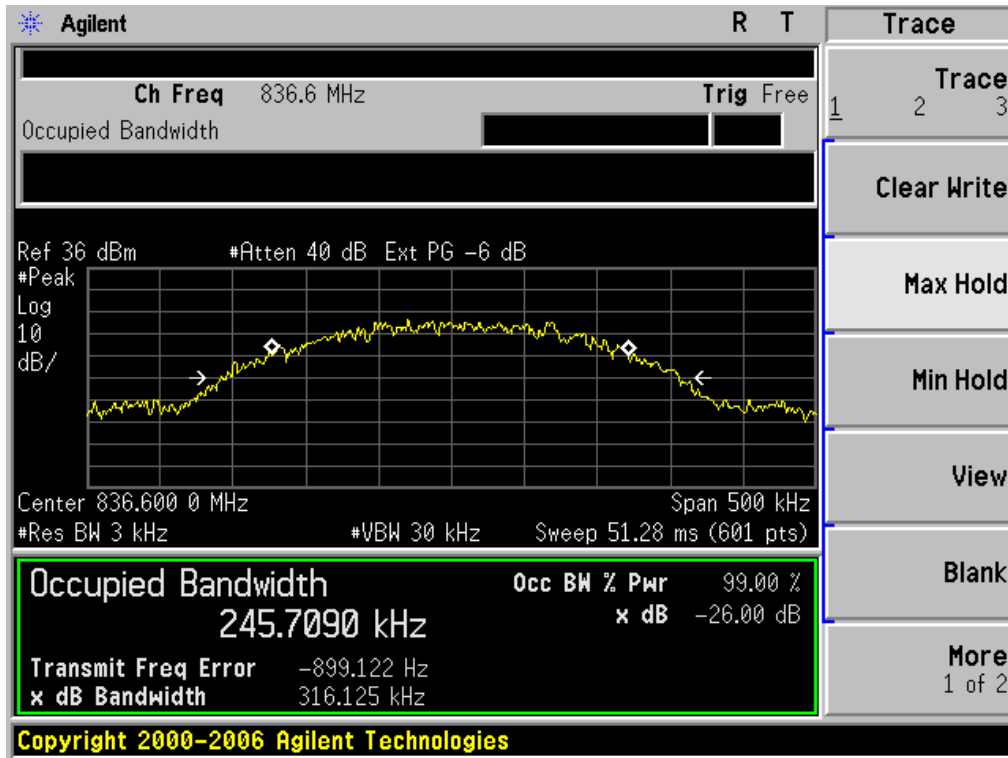 Agilent R T Trace
Ch Freq 836.6 MHz Trig Free
Occupied Bandwidth
Trace
1 2 3
Clear Write
Max Hold
Min Hold
View
Blank
More
1 of 2
Ref 36 dBm #Atten 40 dB Ext PG -6 dB
#Peak
Log
10
dB/
Center 836.600 0 MHz Span 500 kHz
#Res BW 3 kHz #VBW 30 kHz Sweep 51.28 ms (601 pts)
Occupied Bandwidth Occ BW % Pwr 99.00 %
245.7090 kHz x dB -26.00 dB
Transmit Freq Error -899.122 Hz
x dB Bandwidth 316.125 kHz
Copyright 2000-2006 Agilent Technologies